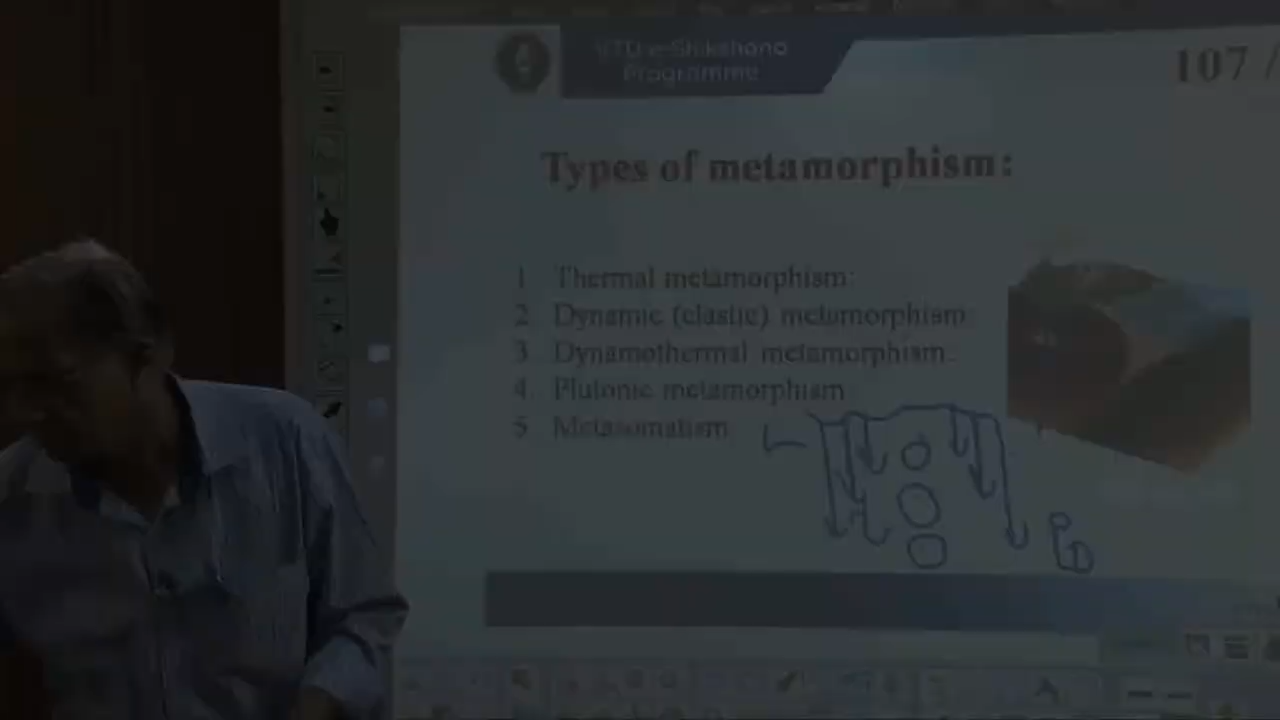 VTU e-Shikshana
Programme
107 /
Types of metamorphism:
1 Thermal metamorphism:
2 Dynamic (clastic) metamorphism
3 Dynamothermal metamorphism.
4. Plutonic metamorphism
5 Metasomatism